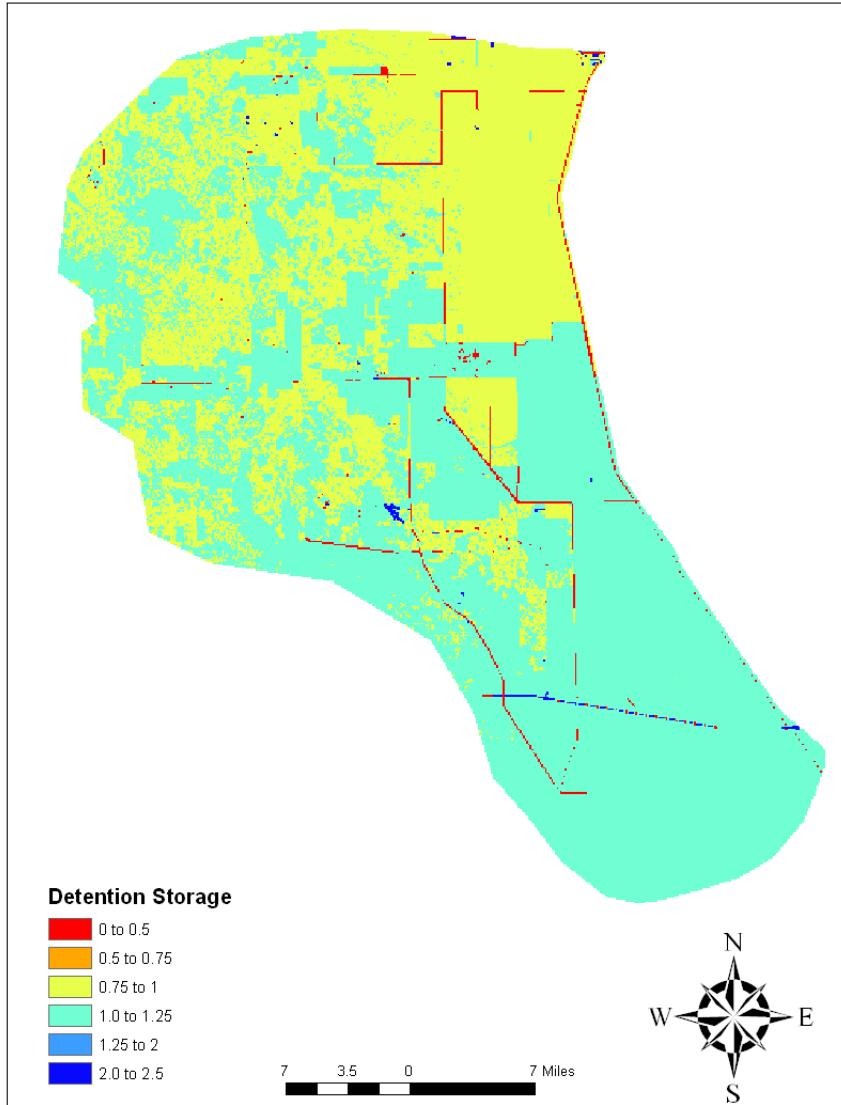 Detention Storage
0 to 0.5
0.5 to 0.75
0.75 to 1
1.0 to 1.25
1.25 to 2
2.0 to 2.5
7 3.5 0 7 Miles
N
W E
S